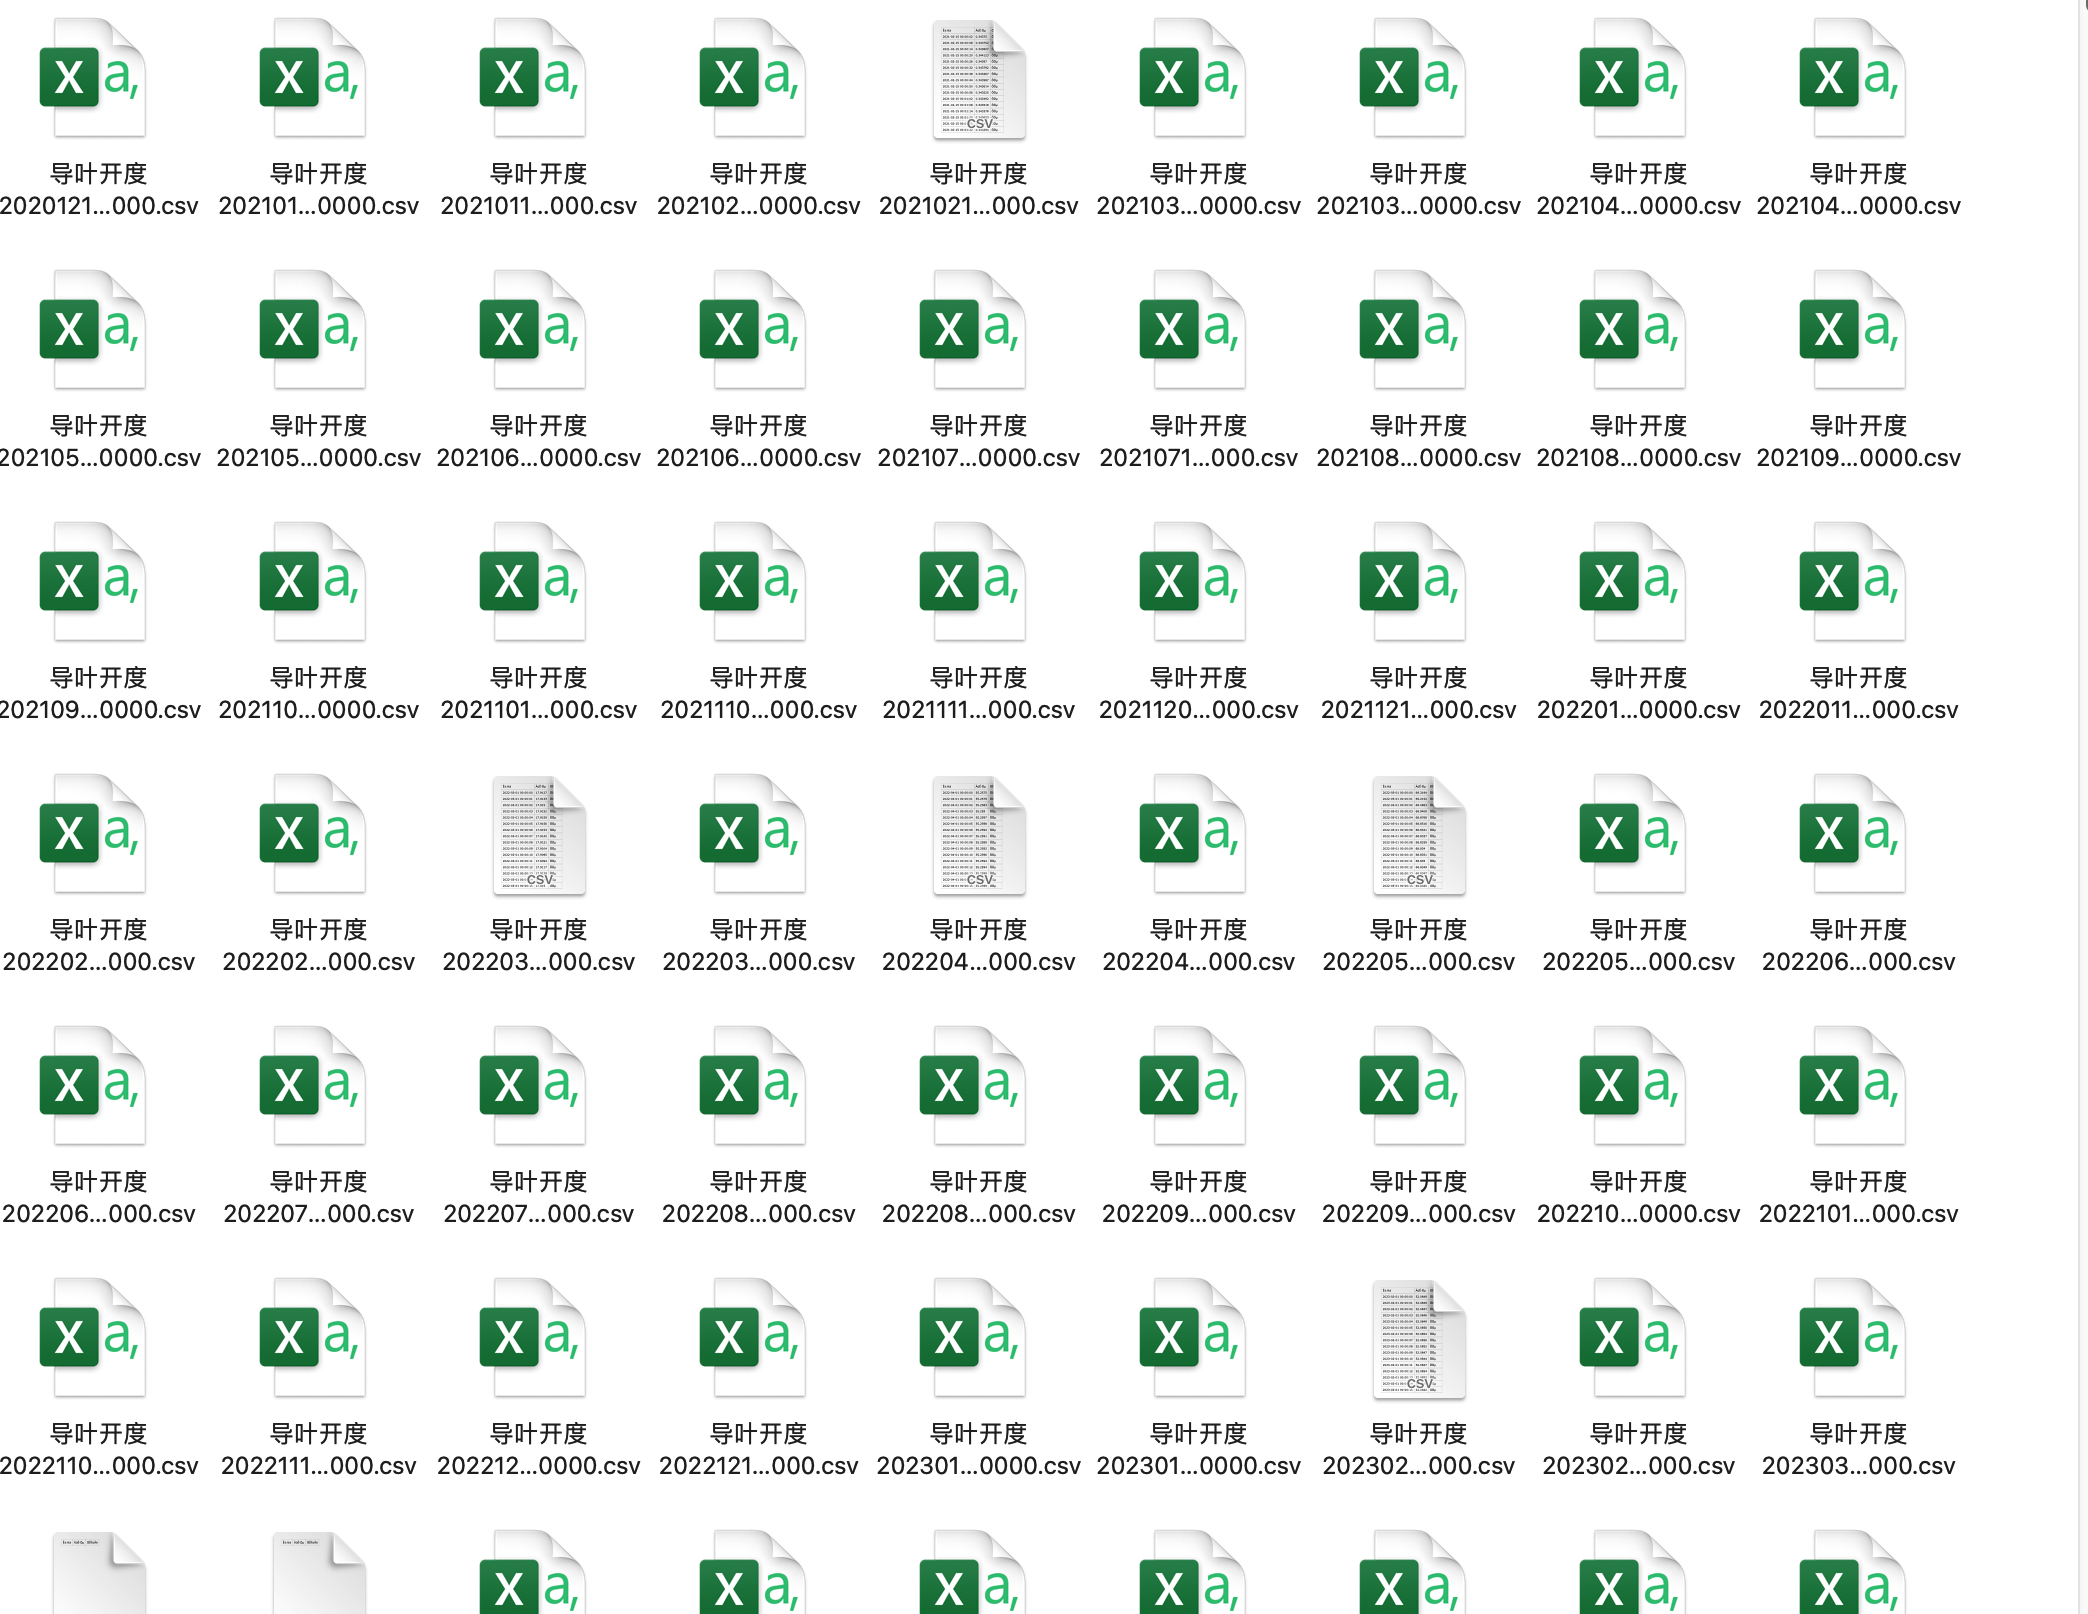 导叶开度
2020121...000.csv
导叶开度
202101...0000.csv
导叶开度
2021011...000.csv
导叶开度
202102...0000.csv
CSV
导叶开度
2021021...000.csv
导叶开度
202103...0000.csv
导叶开度
202103...0000.csv
导叶开度
202104...0000.csv
导叶开度
202104...0000.csv
导叶开度
202105...0000.csv
导叶开度
202105...0000.csv
导叶开度
202106...0000.csv
导叶开度
202106...0000.csv
导叶开度
202107...0000.csv
导叶开度
2021071...000.csv
导叶开度
202108...0000.csv
导叶开度
202108...0000.csv
导叶开度
202109...0000.csv
导叶开度
202109...0000.csv
导叶开度
202110...0000.csv
导叶开度
2021101...000.csv
导叶开度
2021110...000.csv
导叶开度
2021111...000.csv
导叶开度
2021120...000.csv
导叶开度
2021121...000.csv
导叶开度
202201...0000.csv
导叶开度
2022011...000.csv
导叶开度
202202...000.csv
导叶开度
202202...000.csv
CSV
导叶开度
202203...000.csv
导叶开度
202203...000.csv
CSV
导叶开度
202204...000.csv
导叶开度
202204...000.csv
CSV
导叶开度
202205...000.csv
导叶开度
202205...000.csv
导叶开度
202206...000.csv
导叶开度
202206...000.csv
导叶开度
202207...000.csv
导叶开度
202207...000.csv
导叶开度
202208...000.csv
导叶开度
202208...000.csv
导叶开度
202209...000.csv
导叶开度
202209...000.csv
导叶开度
202210...0000.csv
导叶开度
2022101...000.csv
导叶开度
2022110...000.csv
导叶开度
2022111...000.csv
导叶开度
202212...0000.csv
导叶开度
2022121...000.csv
导叶开度
202301...0000.csv
导叶开度
202301...0000.csv
CSV
导叶开度
202302...000.csv
导叶开度
202302...000.csv
导叶开度
202303...000.csv